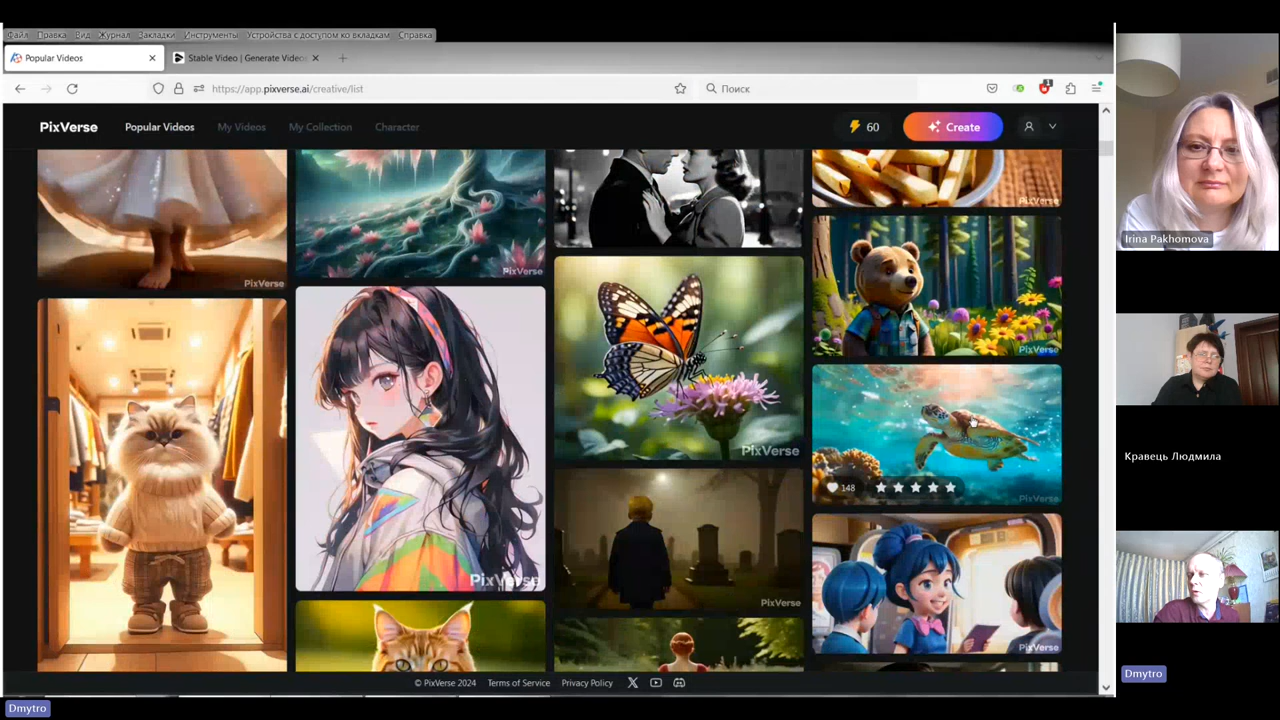 Файл Правка Вид Журнал Закладки Инструменты Устройства с доступом ко вкладкам Справка
Popular Videos
Stable Video | Generate Video
https://app.pixverse.ai/creative/list
Поиск
1
PixVerse
Popular Videos
My Videos
My Collection
Character
60
Create
PixVerse
PixVerse
PixVerse
PixVerse
PixVerse
PixVerse
148
PixVerse
PixVerse
PixVerse
PixVerse
© PixVerse 2024
Terms of Service
Privacy Policy
Irina Pakhomova
Кравець Людмила
Dmytro
Dmytro